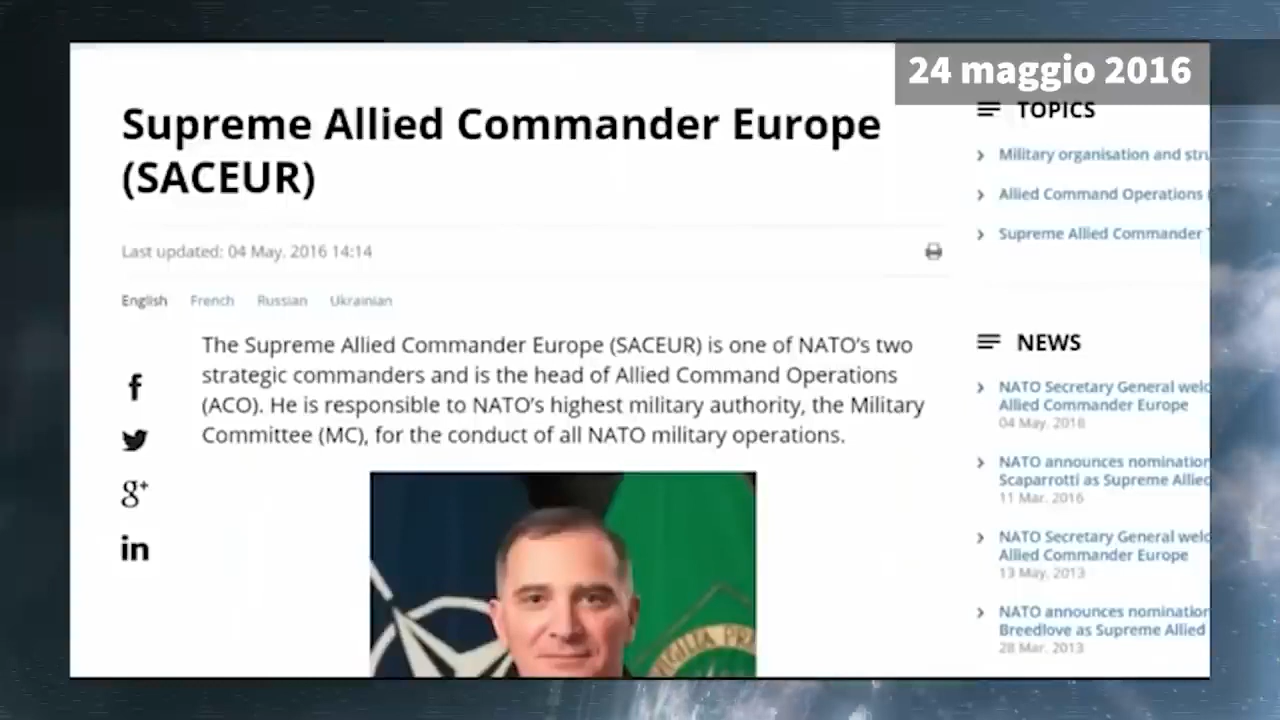 24 maggio 2016
Supreme Allied Commander Europe
(SACEUR)
Last updated: 04 May. 2016 14:14
English French Russian Ukrainian
The Supreme Allied Commander Europe (SACEUR) is one of NATO's two
strategic commanders and is the head of Allied Command Operations
(ACO). He is responsible to NATO's highest military authority, the Military
Committee (MC), for the conduct of all NATO military operations.
f
g+
in
TOPICS
Military organisation and
Allied Command Operations
Supreme Allied Commander
NEWS
NATO Secretary General
Allied Commander Europe
04 May. 2016
NATO announces nomination
Scaparrotti as Supreme Allied
11 Mar. 2016
NATO Secretary General
Allied Commander Europe
13 May. 2013
NATO announces nomination
Breedlove as Supreme Allied
28 Mar. 2013